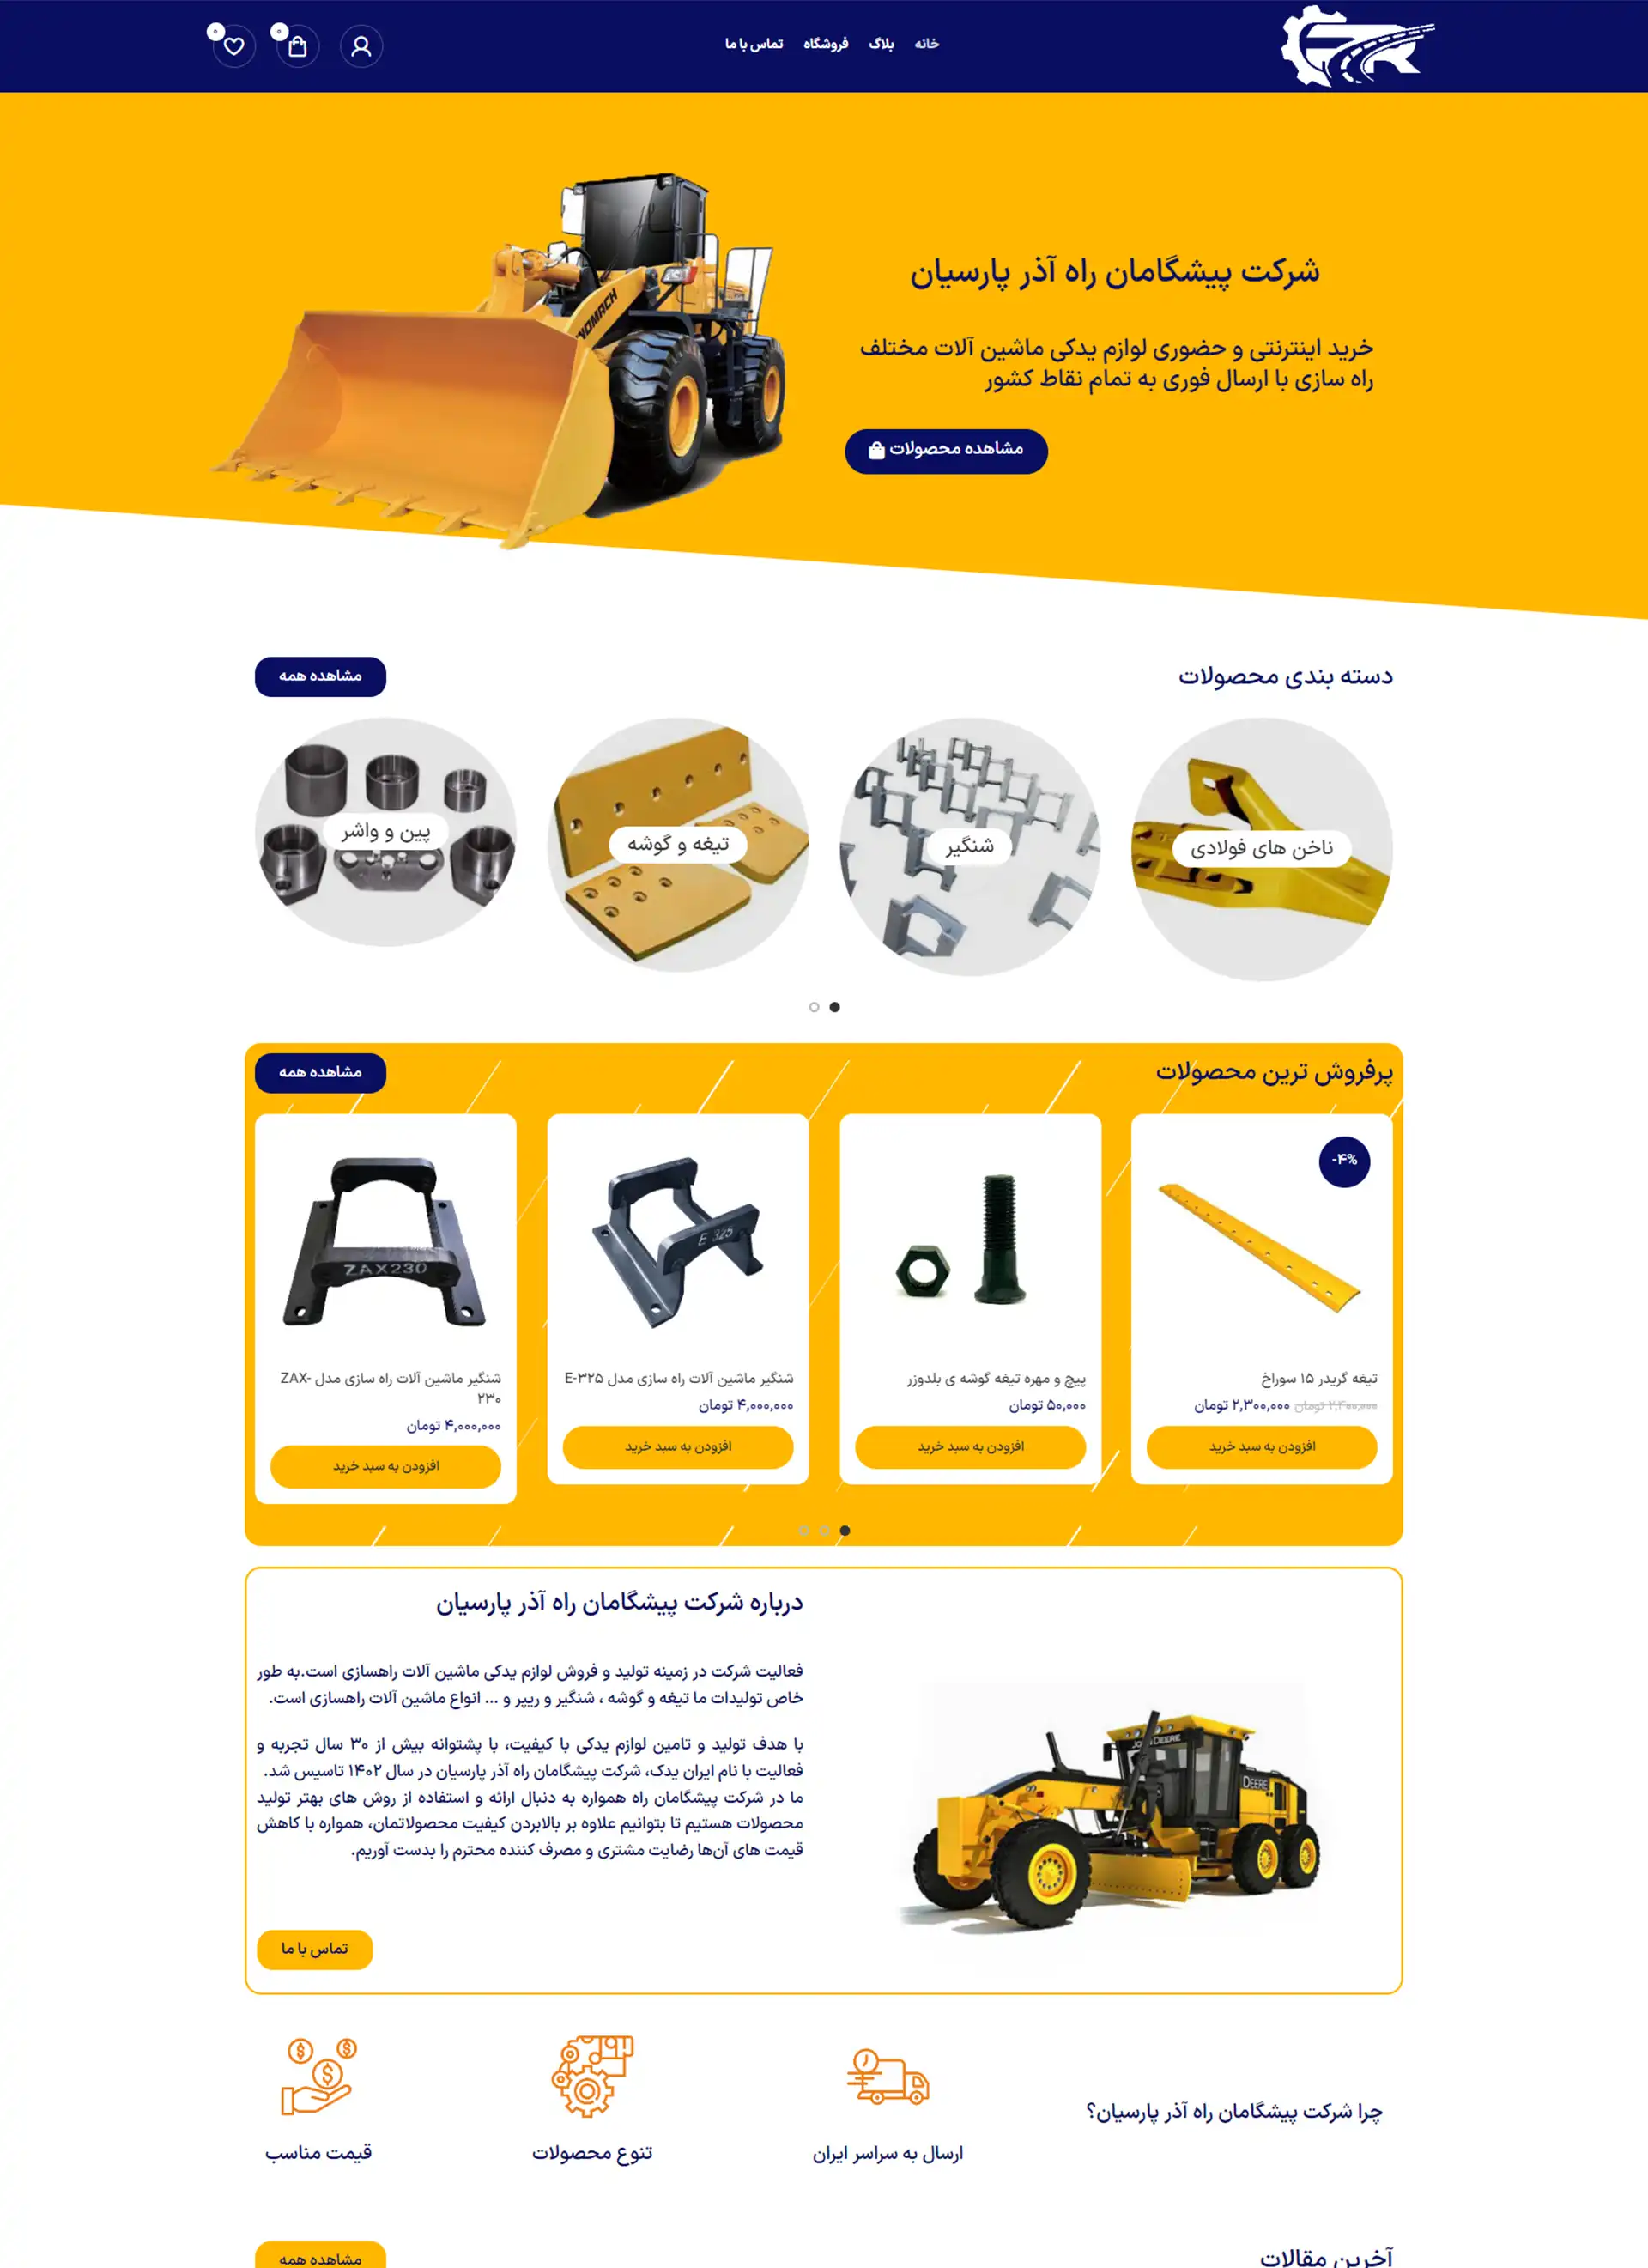 خانه
بلاگ
فروشگاه
تماس با ما
۰
۰
شرکت پیشگامان راه آذر پارسیان
خرید اینترنتی و حضوری لوازم یدکی ماشین آلات مختلف
راه سازی با ارسال فوری به تمام نقاط کشور
مشاهده محصولات
دسته بندی محصولات
مشاهده همه
ناخن های فولادی
شنگیر
تیغه و گوشه
پین و واشر
پرفروش ترین محصولات
مشاهده همه
-۴%
تیغه گریدر ۱۵ سوراخ
۲,۴۰۰,۰۰۰ تومان ۲,۳۰۰,۰۰۰ تومان
افزودن به سبد خرید
پیچ و مهره تیغه گوشه ی بلدوزر
۵۰,۰۰۰ تومان
افزودن به سبد خرید
E 325
شنگیر ماشین آلات راه سازی مدل E-۳۲۵
۴,۰۰۰,۰۰۰ تومان
افزودن به سبد خرید
ZAX230
شنگیر ماشین آلات راه سازی مدل ZAX-
۲۳۰
۴,۰۰۰,۰۰۰ تومان
افزودن به سبد خرید
درباره شرکت پیشگامان راه آذر پارسیان
فعالیت شرکت در زمینه تولید و فروش لوازم یدکی ماشین آلات راهسازی است.به طور
خاص تولیدات ما تیغه و گوشه ، شنگیر و ریپر و ... انواع ماشین آلات راهسازی است.
با هدف تولید و تامین لوازم یدکی با کیفیت، با پشتوانه بیش از ۳۰ سال تجربه و
فعالیت با نام ایران یدک، شرکت پیشگامان راه آذر پارسیان در سال ۱۴۰۲ تاسیس شد.
ما در شرکت پیشگامان راه همواره به دنبال ارائه و استفاده از روش های بهتر تولید
محصولات هستیم تا بتوانیم علاوه بر بالابردن کیفیت محصولاتمان، همواره با کاهش
قیمت های آن‌ها رضایت مشتری و مصرف کننده محترم را بدست آوریم.
تماس با ما
JOHN DEERE
DEERE
چرا شرکت پیشگامان راه آذر پارسیان؟
ارسال به سراسر ایران
تنوع محصولات
قیمت مناسب
آخرین مقالات
مشاهده همه